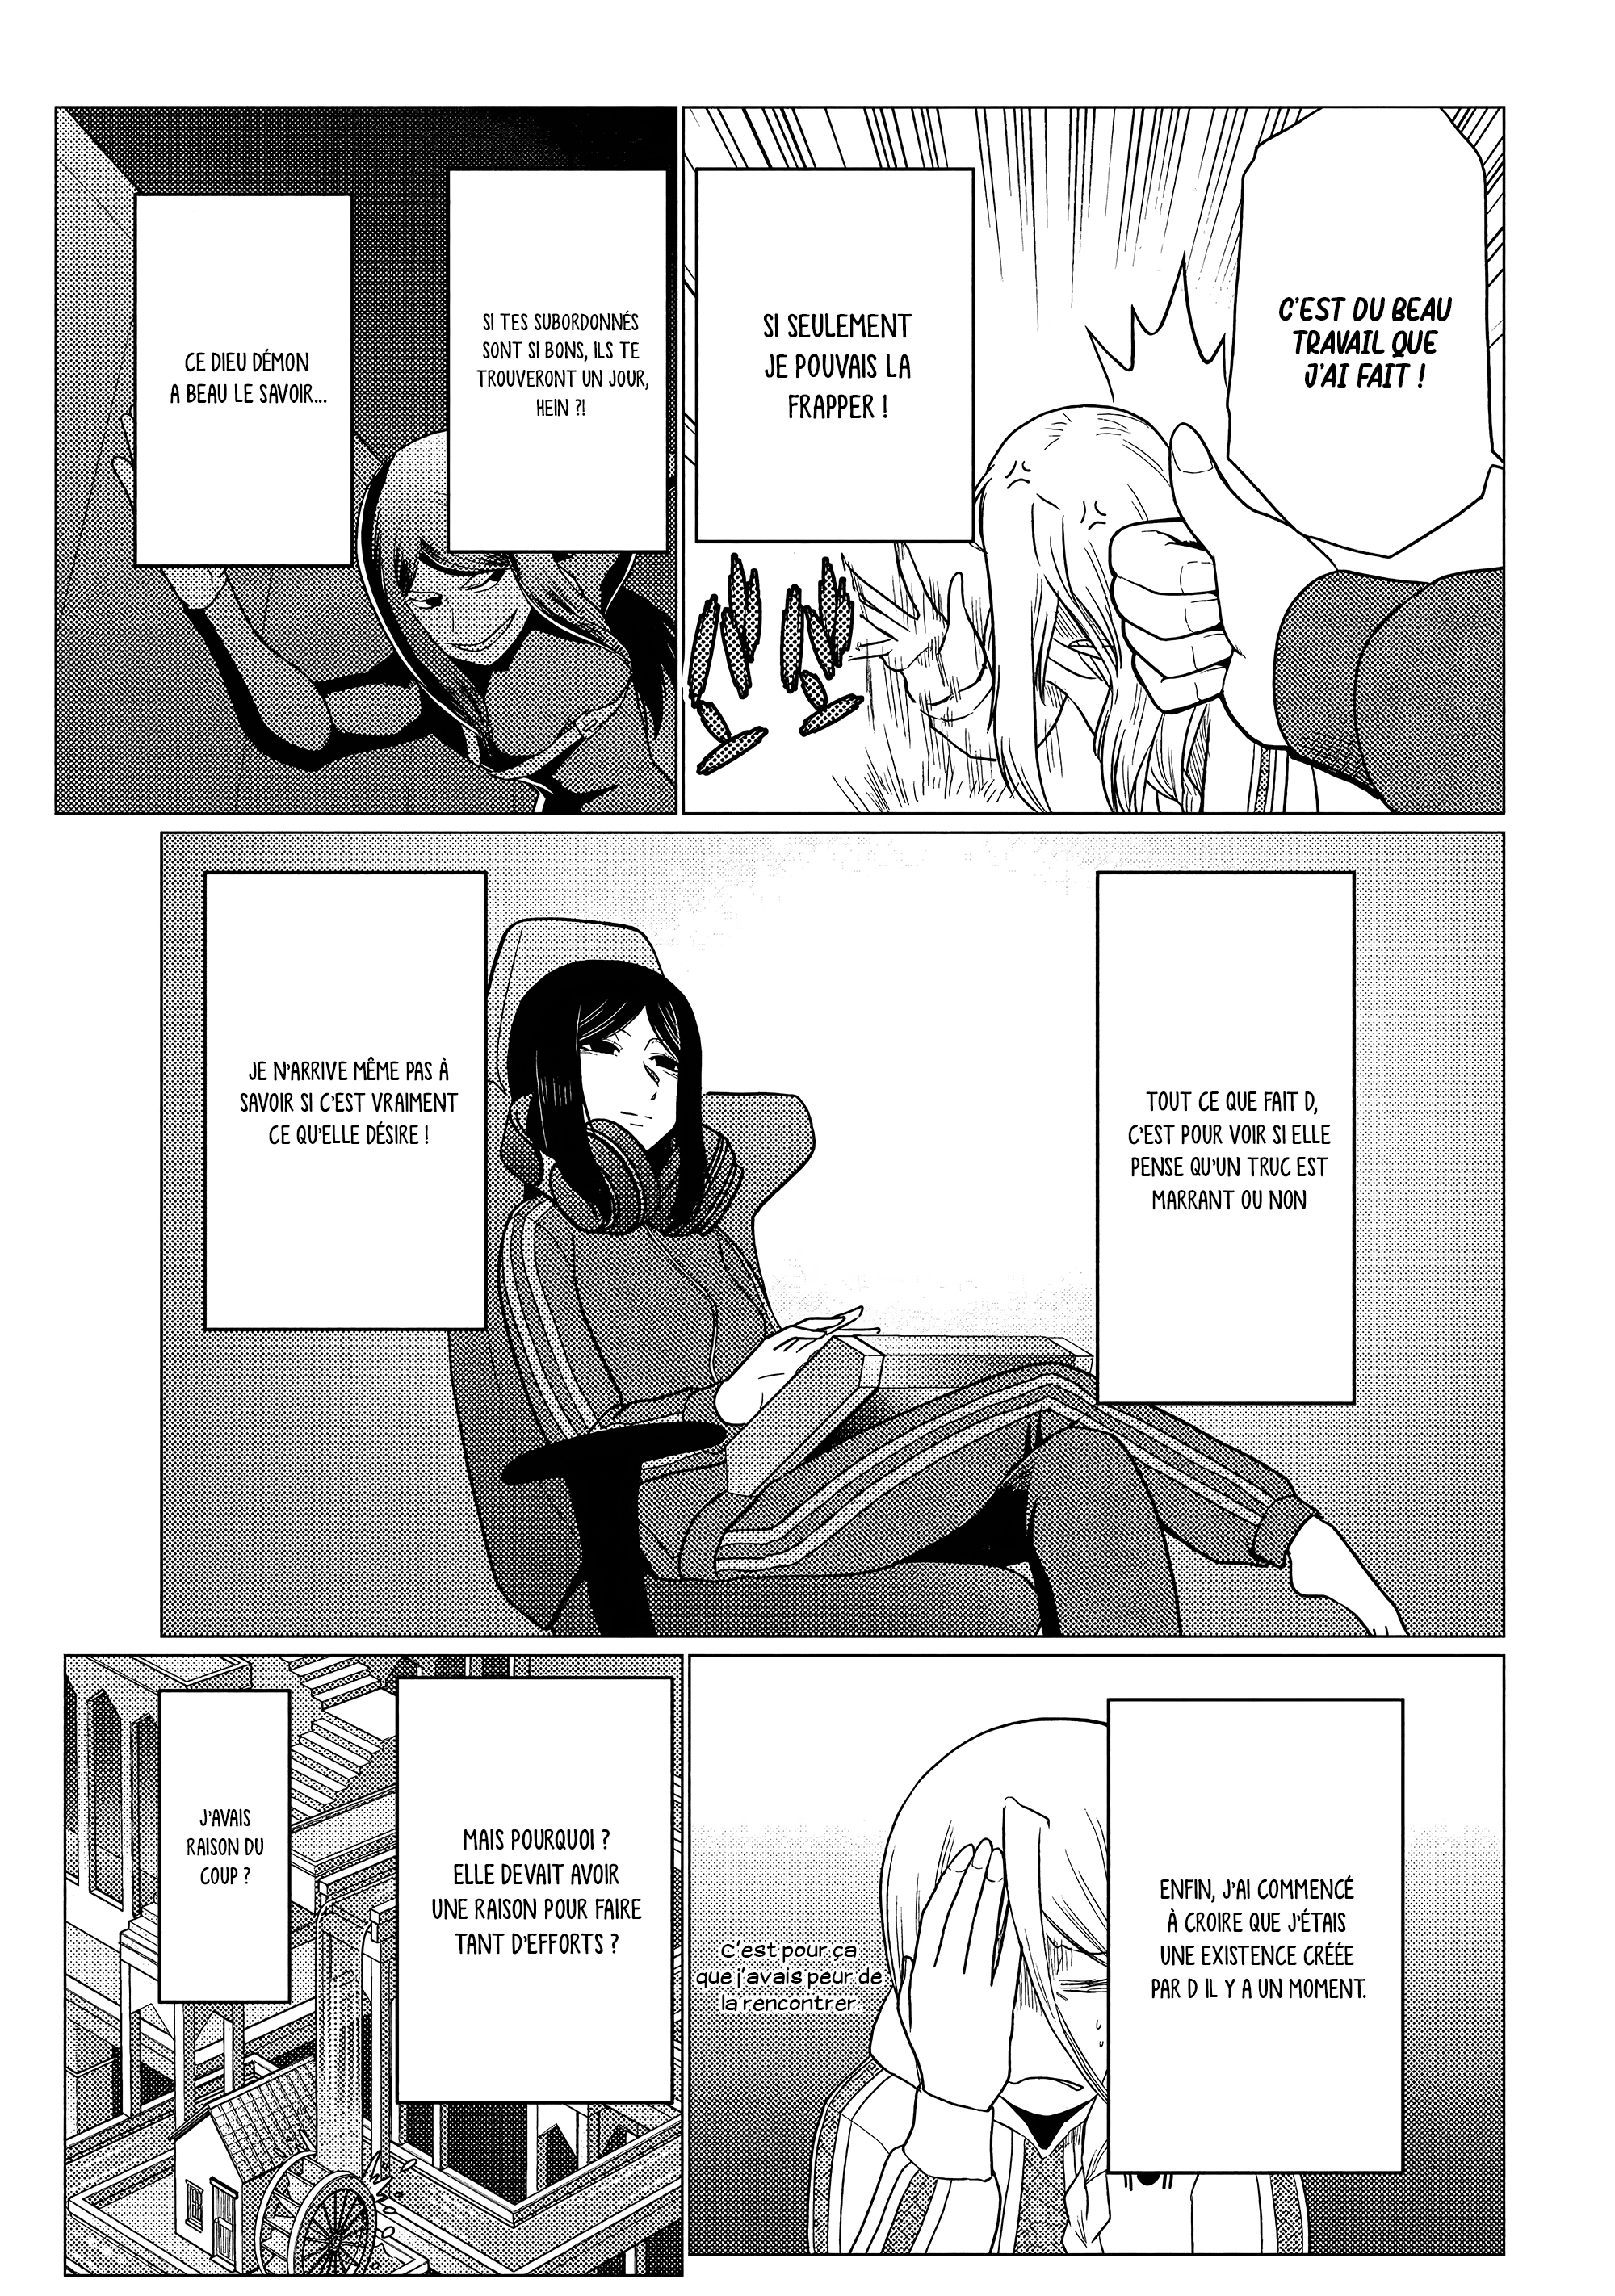 C'EST DU BEAU
TRAVAIL QUE
J'AI FAIT !
SI SEULEMENT
JE POUVAIS LA
FRAPPER !
SI TES SUBORDONNÉS
SONT SI BONS, ILS TE
TROUVERONT UN JOUR,
HEIN ?!
CE DIEU DÉMON
A BEAU LE SAVOIR...
TOUT CE QUE FAIT D,
C'EST POUR VOIR SI ELLE
PENSE QU'UN TRUC EST
MARRANT OU NON
JE N'ARRIVE MÊME PAS À
SAVOIR SI C'EST VRAIMENT
CE QU'ELLE DÉSIRE !
ENFIN, J'AI COMMENCÉ
À CROIRE QUE J'ÉTAIS
UNE EXISTENCE CRÉÉE
PAR D IL Y A UN MOMENT.
C'est pour ça
que j'avais peur de
la rencontrer.
MAIS POURQUOI ?
ELLE DEVAIT AVOIR
UNE RAISON POUR FAIRE
TANT D'EFFORTS ?
J'AVAIS
RAISON DU
COUP ?